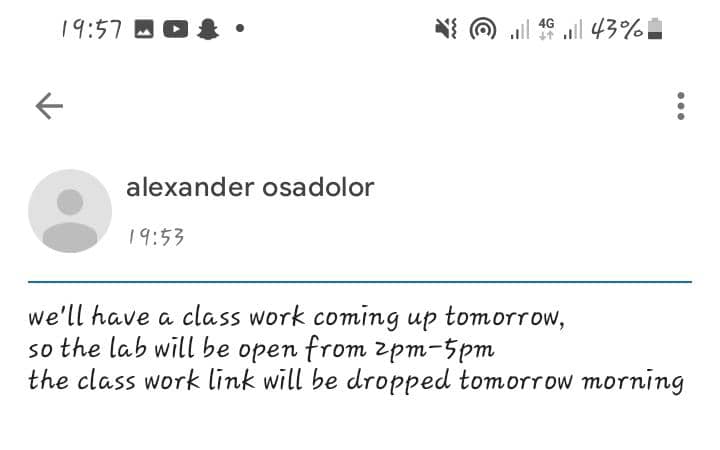 19:57 4G 43%
alexander osadolor
19:53
we'll have a class work coming up tomorrow,
so the lab will be open from 2pm-5pm
the class work link will be dropped tomorrow morning